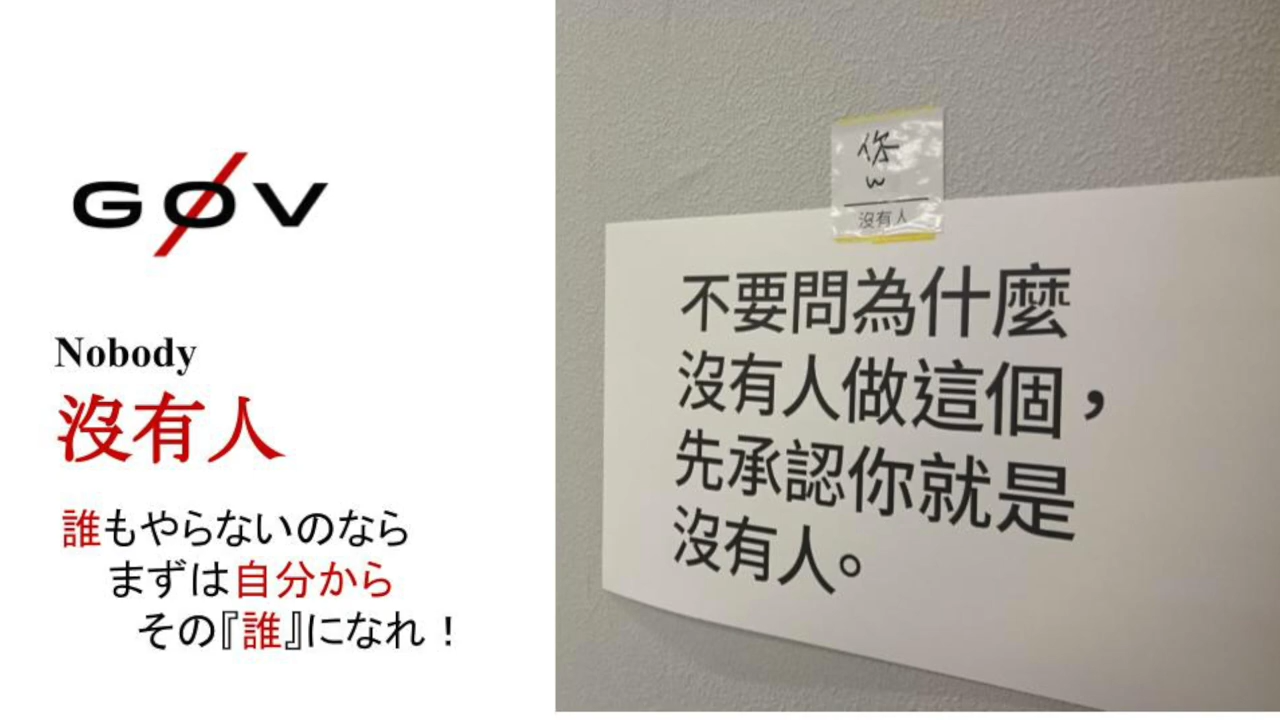 GØV
Nobody
沒有人
誰もやらないのなら
まずは自分から
その『誰』になれ！
你
沒有人
不要問為什麼
沒有人做這個，
先承認你就是
沒有人。